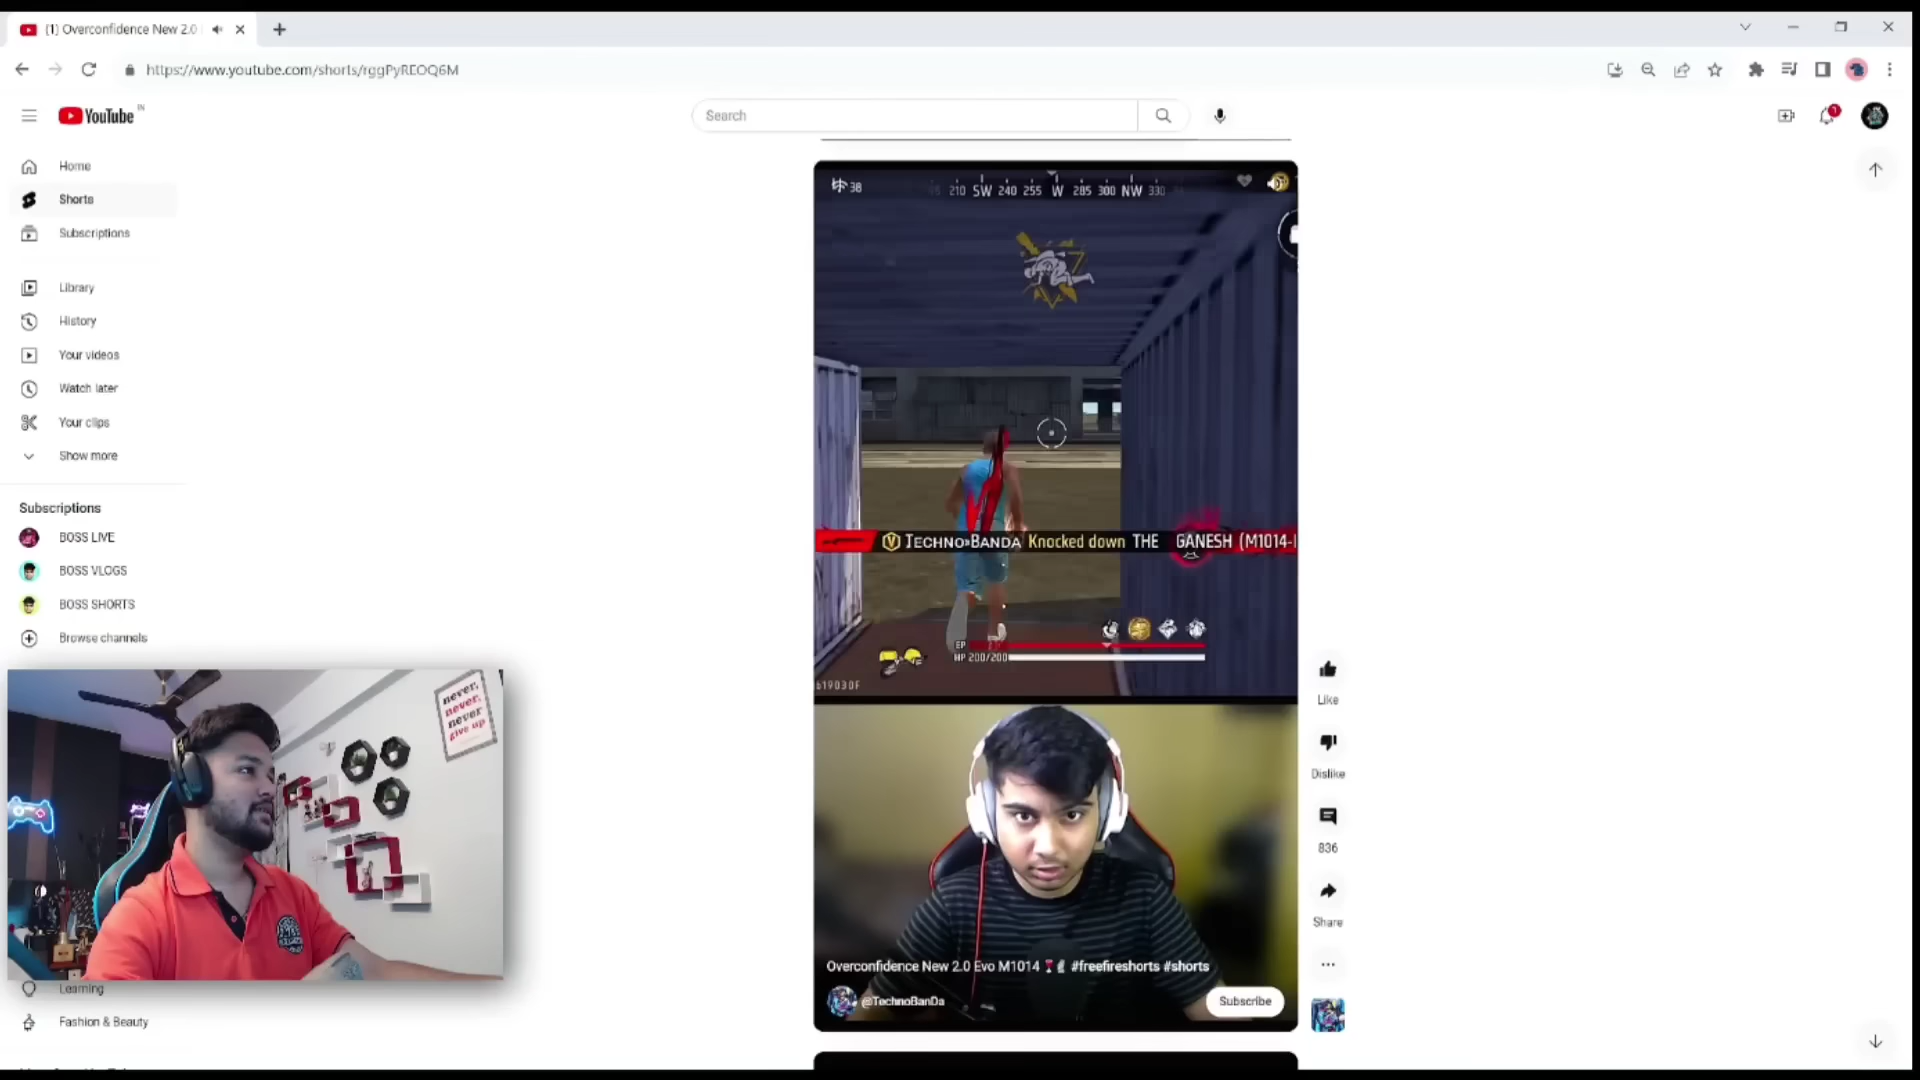 (1) Overconfidence New 2.0
https://www.youtube.com/shorts/rggPyREOQ6M
YouTube IN
Search
1
Home
Shorts
Subscriptions
Library
History
Your videos
Watch later
Your clips
Show more
Subscriptions
BOSS LIVE
BOSS VLOGS
BOSS SHORTS
Browse channels
Learning
Fashion & Beauty
never,
never,
never
give up
38
210 SW 240 255 W 285 300 NW 330
V TECHNO BANDA Knocked down THE GANESH (M1014-
EP
HP 200/200
Overconfidence New 2.0 Evo M1014 #freefireshorts #shorts
@TechnoBanDa
Subscribe
Like
Dislike
836
Share